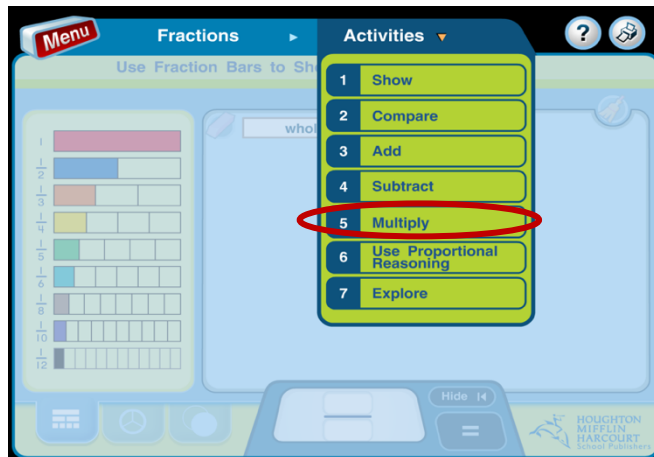 Menu
Fractions
Activities
?
Use Fraction Bars to Sh
1 Show
2 Compare
3 Add
4 Subtract
5 Multiply
6 Use Proportional
Reasoning
7 Explore
whol
1
1/2
1/3
1/4
1/5
1/6
1/8
1/10
1/12
Hide
=
HOUGHTON
MIFFLIN
HARCOURT
School Publishers